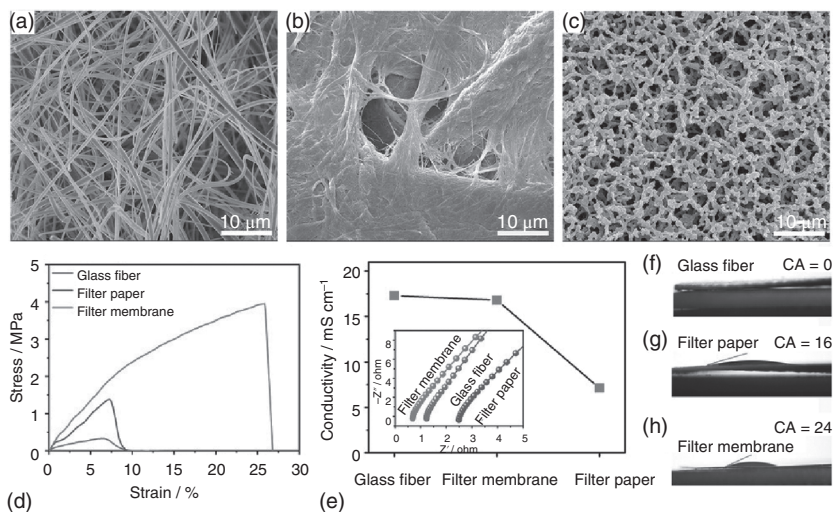 (a)
10 μm
(b)
10 μm
(c)
10 μm
(d)
Stress / MPa
5
4
3
2
1
0
Glass fiber
Filter paper
Filter membrane
0 5 10 15 20 25 30
Strain / %
(e)
Conductivity / mS cm⁻¹
20
15
10
5
0
−Z″ / ohm
8
6
4
2
0
Filter membrane
Glass fiber
Filter paper
0 1 2 3 4 5
Z′ / ohm
Glass fiber Filter membrane Filter paper
(f)
Glass fiber CA = 0
(g)
CA = 16
Filter paper
(h)
CA = 24
Filter membrane